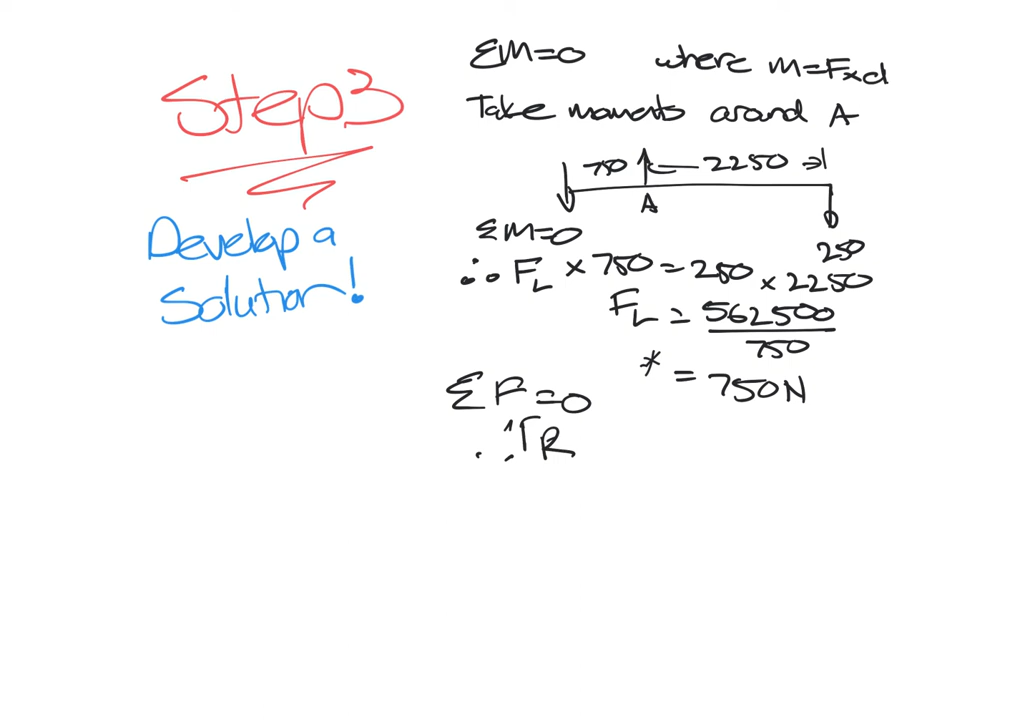 Step 3
Develop a
Solution!
ΣM=0 where M=F×d
Take moments around A
750 2250
A
250
ΣM=0
∴ FL × 750 = 250 × 2250
FL = 562500
750
* = 750N
ΣF=0
∴ ↑R